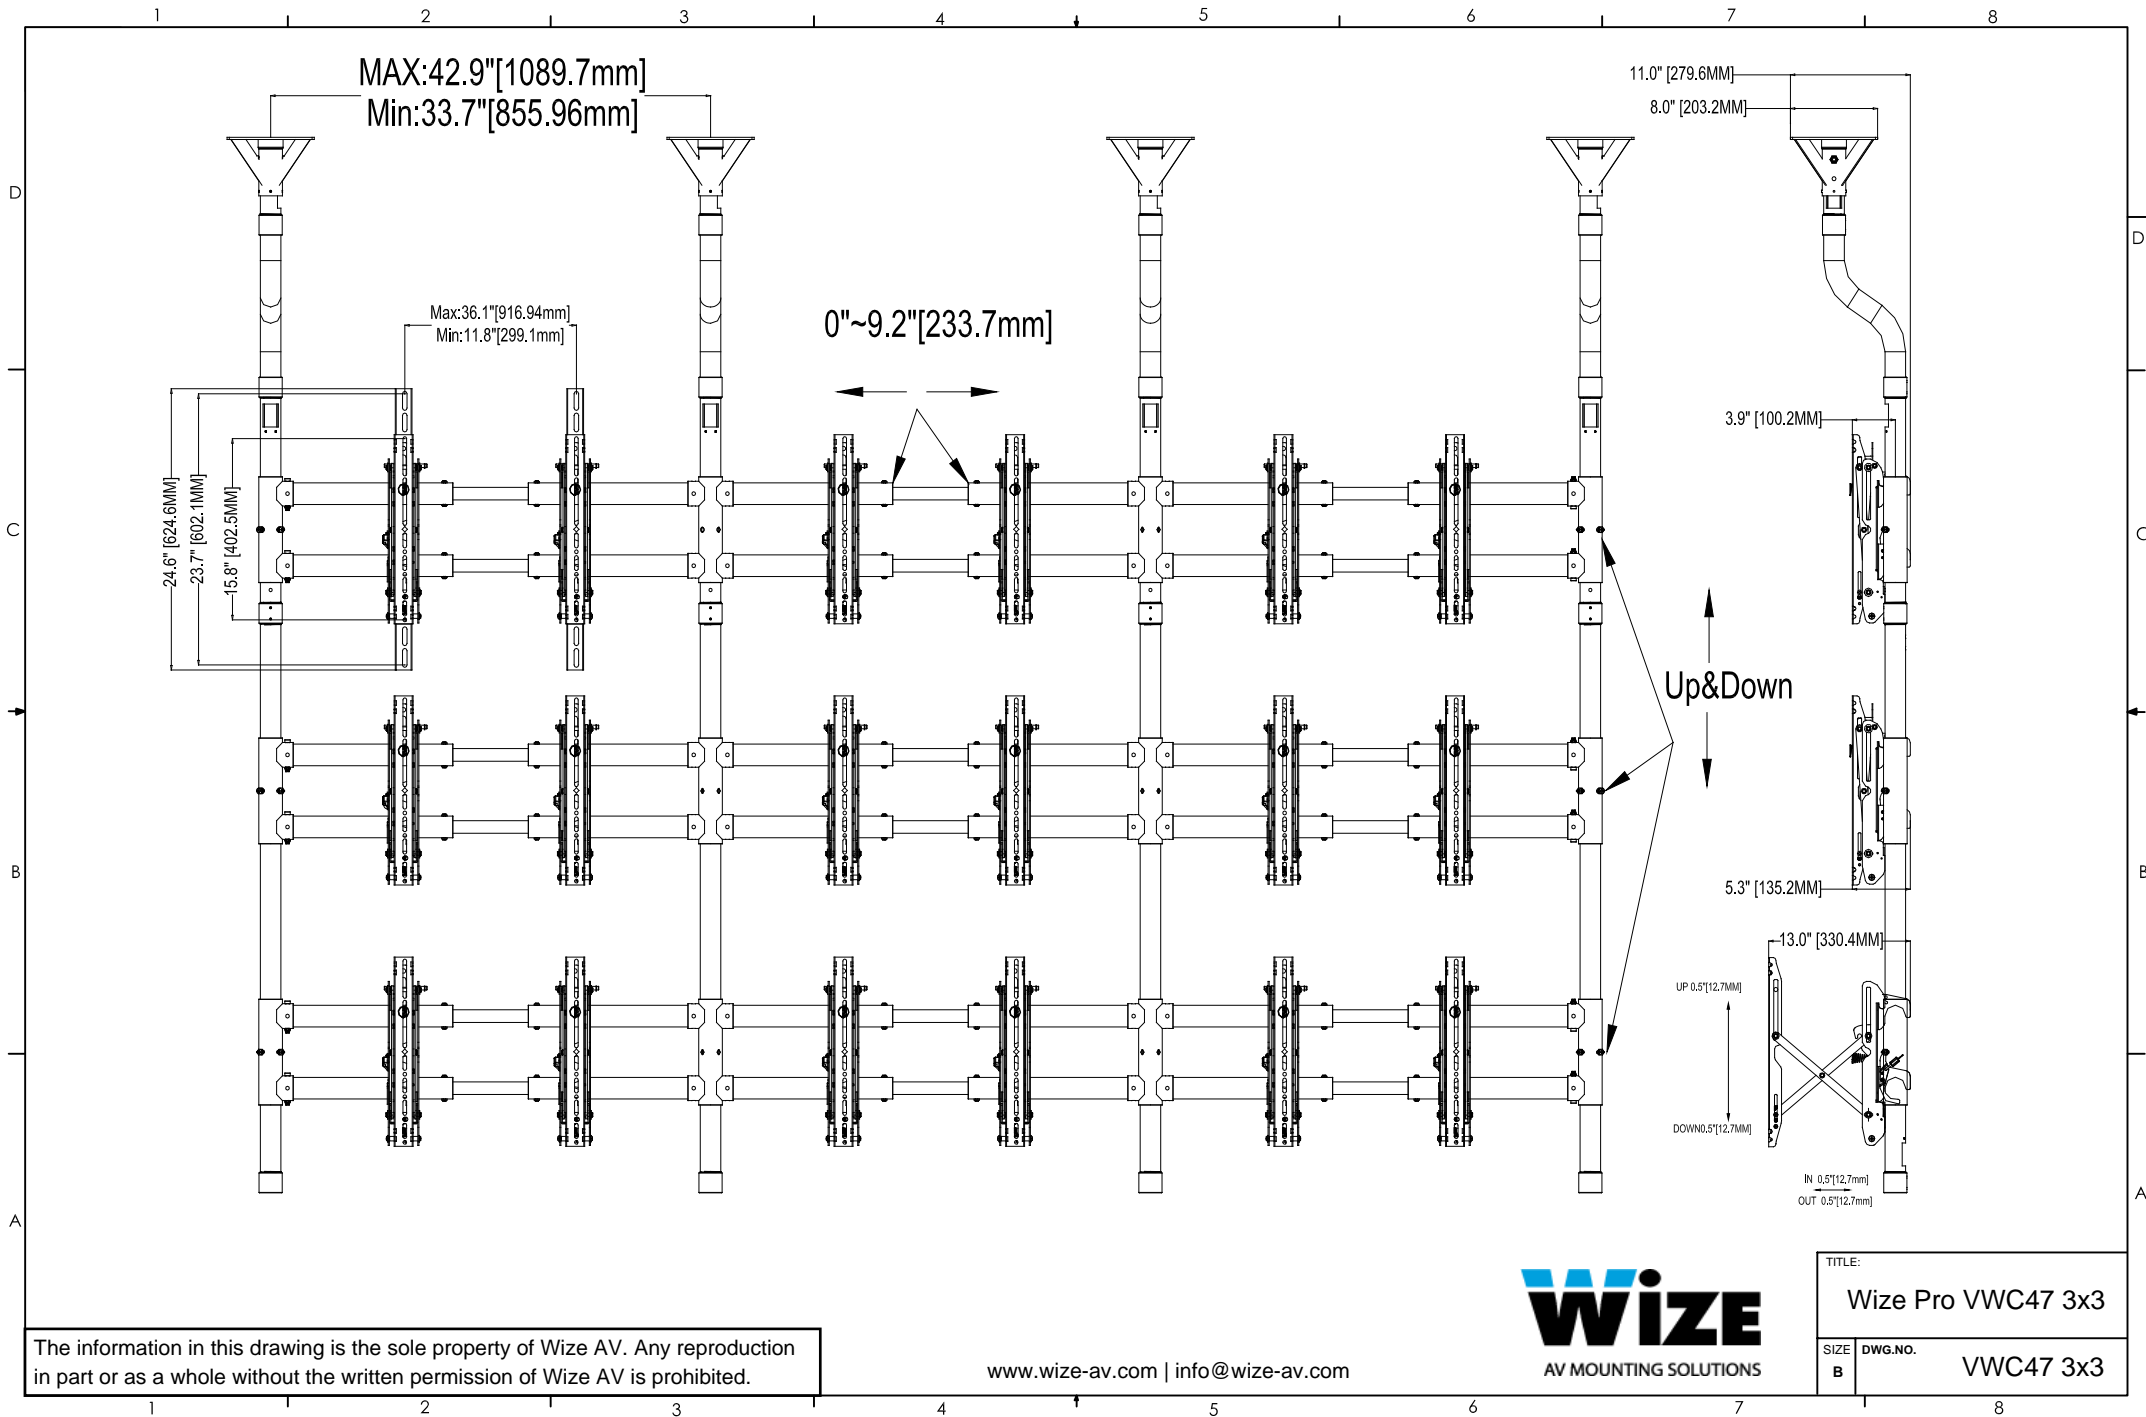 1 2 3 4 5 6 7 8
MAX:42.9"[1089.7mm]
Min:33.7"[855.96mm]
11.0" [279.6MM]
8.0" [203.2MM]
D
D
Max:36.1"[916.94mm]
Min:11.8"[299.1mm]
0"~9.2"[233.7mm]
3.9" [100.2MM]
24.6" [624.6MM]
23.7" [602.1MM]
15.8" [402.5MM]
C
C
Up&Down
B
B
5.3" [135.2MM]
13.0" [330.4MM]
UP 0.5"[12.7MM]
DOWN0.5"[12.7MM]
IN 0.5"[12.7mm]
OUT 0.5"[12.7mm]
A
A
WiZE
AV MOUNTING SOLUTIONS
TITLE:
Wize Pro VWC47 3x3
SIZE
B
DWG.NO.
VWC47 3x3
The information in this drawing is the sole property of Wize AV. Any reproduction
in part or as a whole without the written permission of Wize AV is prohibited.
www.wize-av.com | info@wize-av.com
1 2 3 4 5 6 7 8